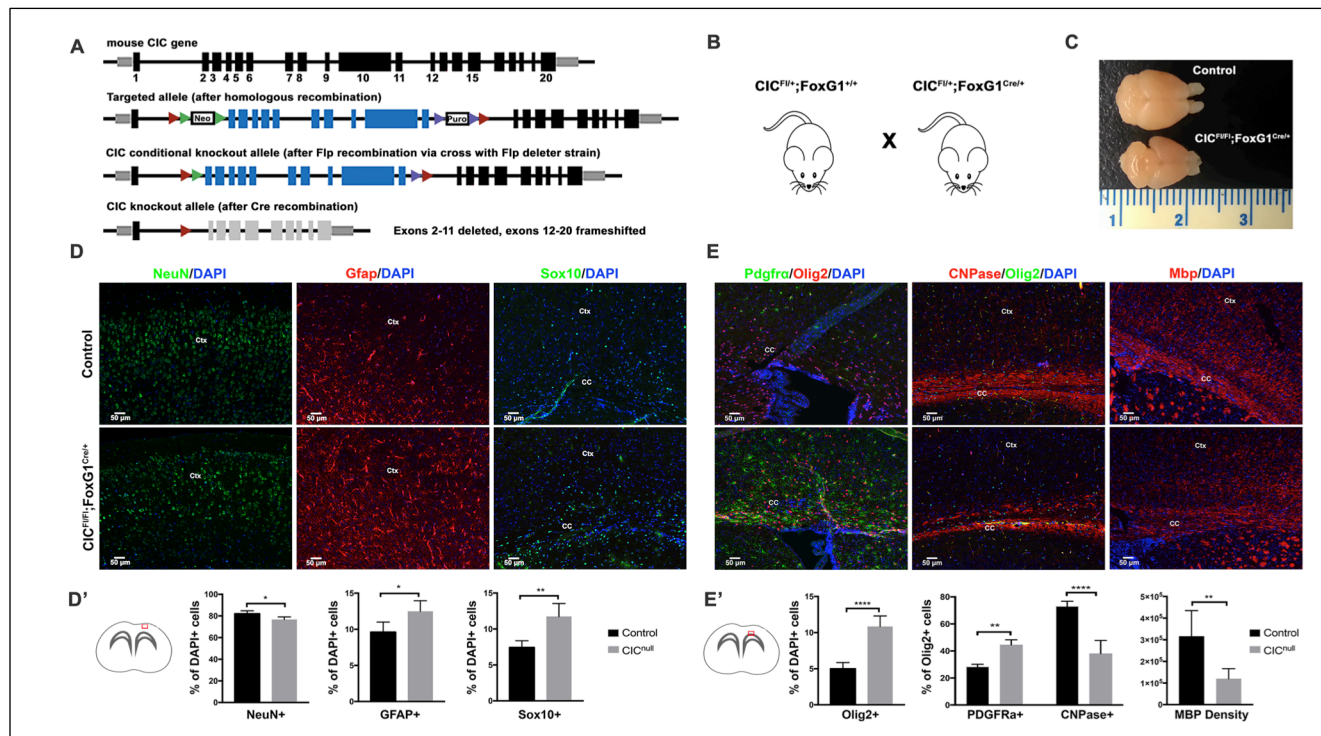 A
mouse CIC gene
1 2 3 4 5 6 7 8 9 10 11 12 15 20
Targeted allele (after homologous recombination)
Neo Puro
CIC conditional knockout allele (after Flp recombination via cross with Flp deleter strain)
CIC knockout allele (after Cre recombination)
Exons 2-11 deleted, exons 12-20 frameshifted
B
CIC^Fl/+;FoxG1^+/+ CIC^Fl/+;FoxG1^Cre/+
X
C
Control
CIC^Fl/Fl;FoxG1^Cre/+
1 2 3
D
NeuN/DAPI Gfap/DAPI Sox10/DAPI
Control
Ctx Ctx Ctx
CC
50 µm 50 µm 50 µm
CIC^Fl/Fl;FoxG1^Cre/+
Ctx Ctx Ctx
CC
50 µm 50 µm 50 µm
E
Pdgfrα/Olig2/DAPI CNPase/Olig2/DAPI Mbp/DAPI
Ctx Ctx Ctx
CC CC CC
50 µm 50 µm 50 µm
Ctx Ctx Ctx
CC CC CC
50 µm 50 µm 50 µm
D'
% of DAPI+ cells
100
80
60
40
20
0
*
NeuN+
% of DAPI+ cells
15
10
5
0
*
GFAP+
% of DAPI+ cells
15
10
5
0
**
Sox10+
Control
CIC^null
E'
% of DAPI+ cells
15
10
5
0
****
Olig2+
% of Olig2+ cells
80
60
40
20
0
** ****
PDGFRa+ CNPase+
5×10^5
4×10^5
3×10^5
2×10^5
1×10^5
0
**
MBP Density
Control
CIC^null